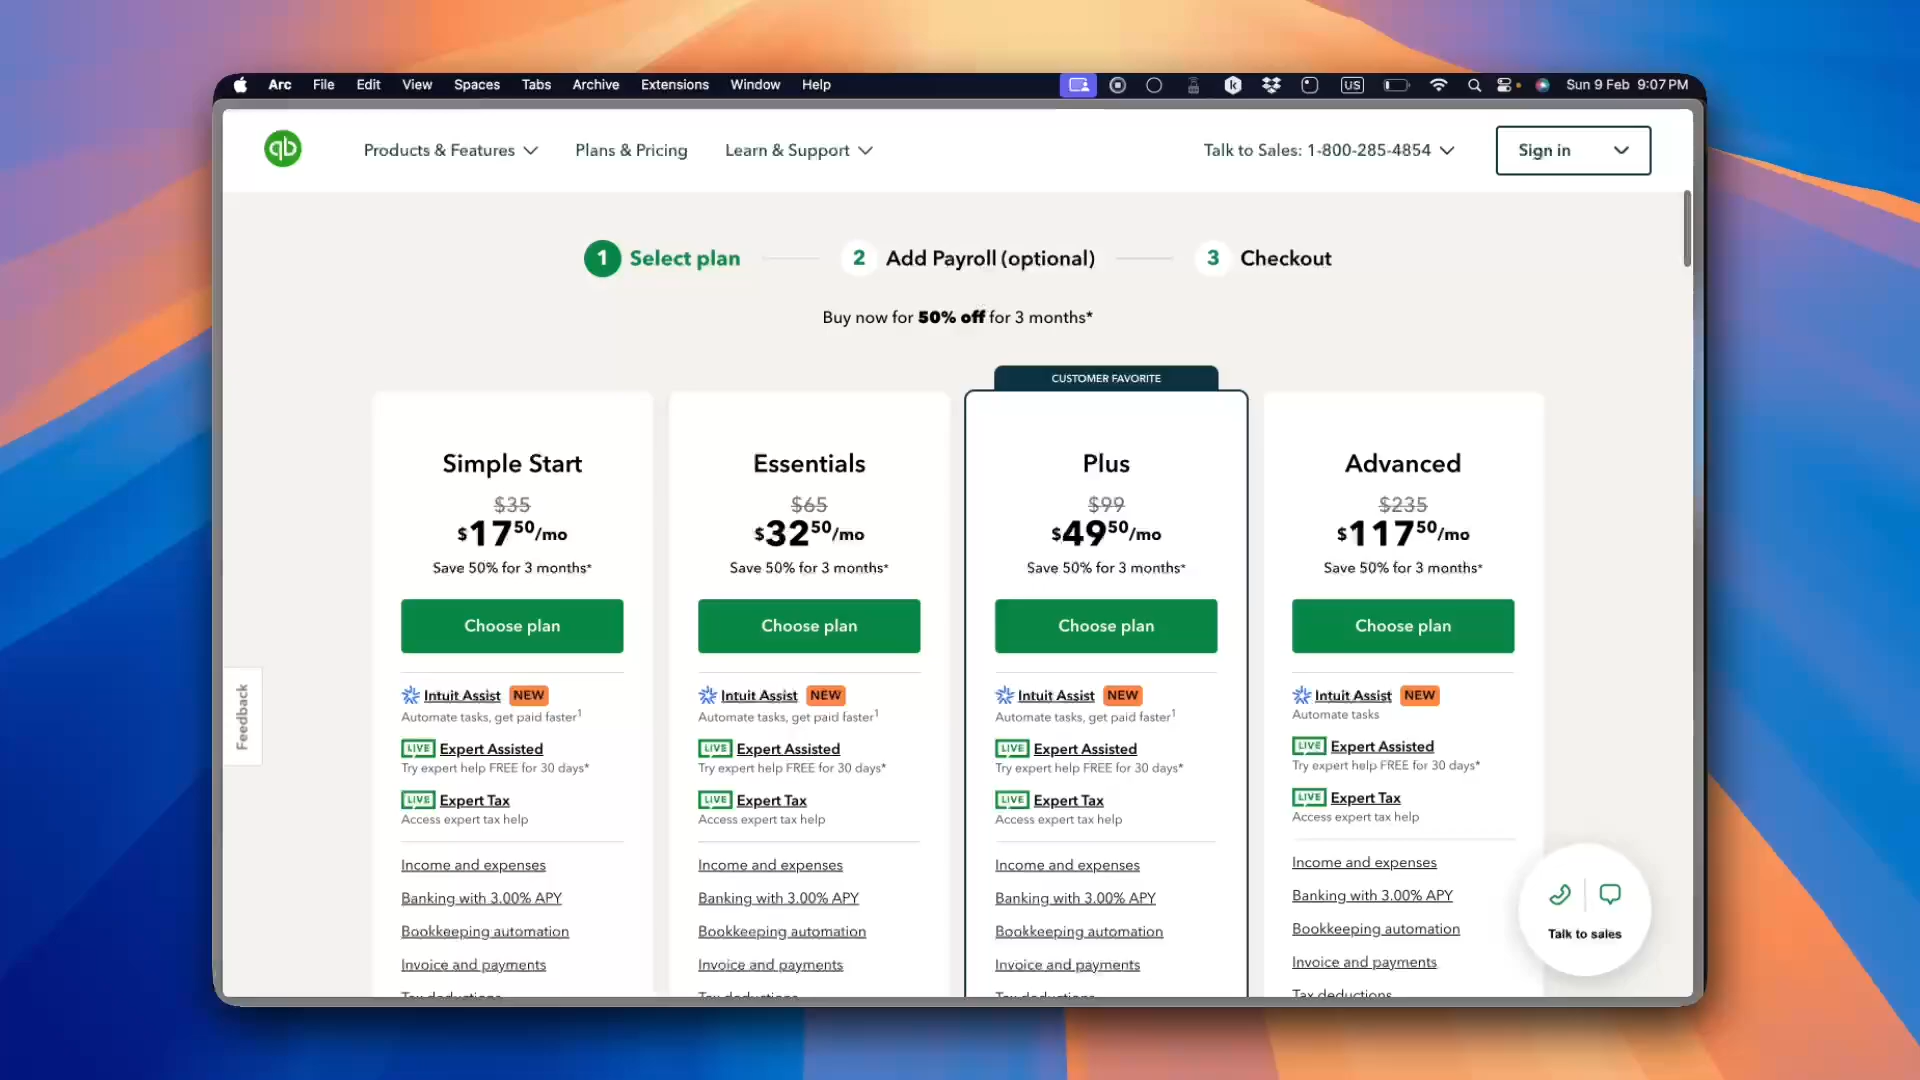 Arc File Edit View Spaces Tabs Archive Extensions Window Help US Sun 9 Feb 9:07 PM
qb Products & Features Plans & Pricing Learn & Support Talk to Sales: 1-800-285-4854 Sign in
1 Select plan 2 Add Payroll (optional) 3 Checkout
Buy now for 50% off for 3 months*
CUSTOMER FAVORITE
Simple Start
$35
$17 50/mo
Save 50% for 3 months*
Choose plan
Intuit Assist NEW
Automate tasks, get paid faster1
LIVE Expert Assisted
Try expert help FREE for 30 days*
LIVE Expert Tax
Access expert tax help
Income and expenses
Banking with 3.00% APY
Bookkeeping automation
Invoice and payments
Tax deductions
Essentials
$65
$32 50/mo
Save 50% for 3 months*
Choose plan
Intuit Assist NEW
Automate tasks, get paid faster1
LIVE Expert Assisted
Try expert help FREE for 30 days*
LIVE Expert Tax
Access expert tax help
Income and expenses
Banking with 3.00% APY
Bookkeeping automation
Invoice and payments
Tax deductions
Plus
$99
$49 50/mo
Save 50% for 3 months*
Choose plan
Intuit Assist NEW
Automate tasks, get paid faster1
LIVE Expert Assisted
Try expert help FREE for 30 days*
LIVE Expert Tax
Access expert tax help
Income and expenses
Banking with 3.00% APY
Bookkeeping automation
Invoice and payments
Tax deductions
Advanced
$235
$117 50/mo
Save 50% for 3 months*
Choose plan
Intuit Assist NEW
Automate tasks
LIVE Expert Assisted
Try expert help FREE for 30 days*
LIVE Expert Tax
Access expert tax help
Income and expenses
Banking with 3.00% APY
Bookkeeping automation
Invoice and payments
Tax deductions
Feedback
Talk to sales